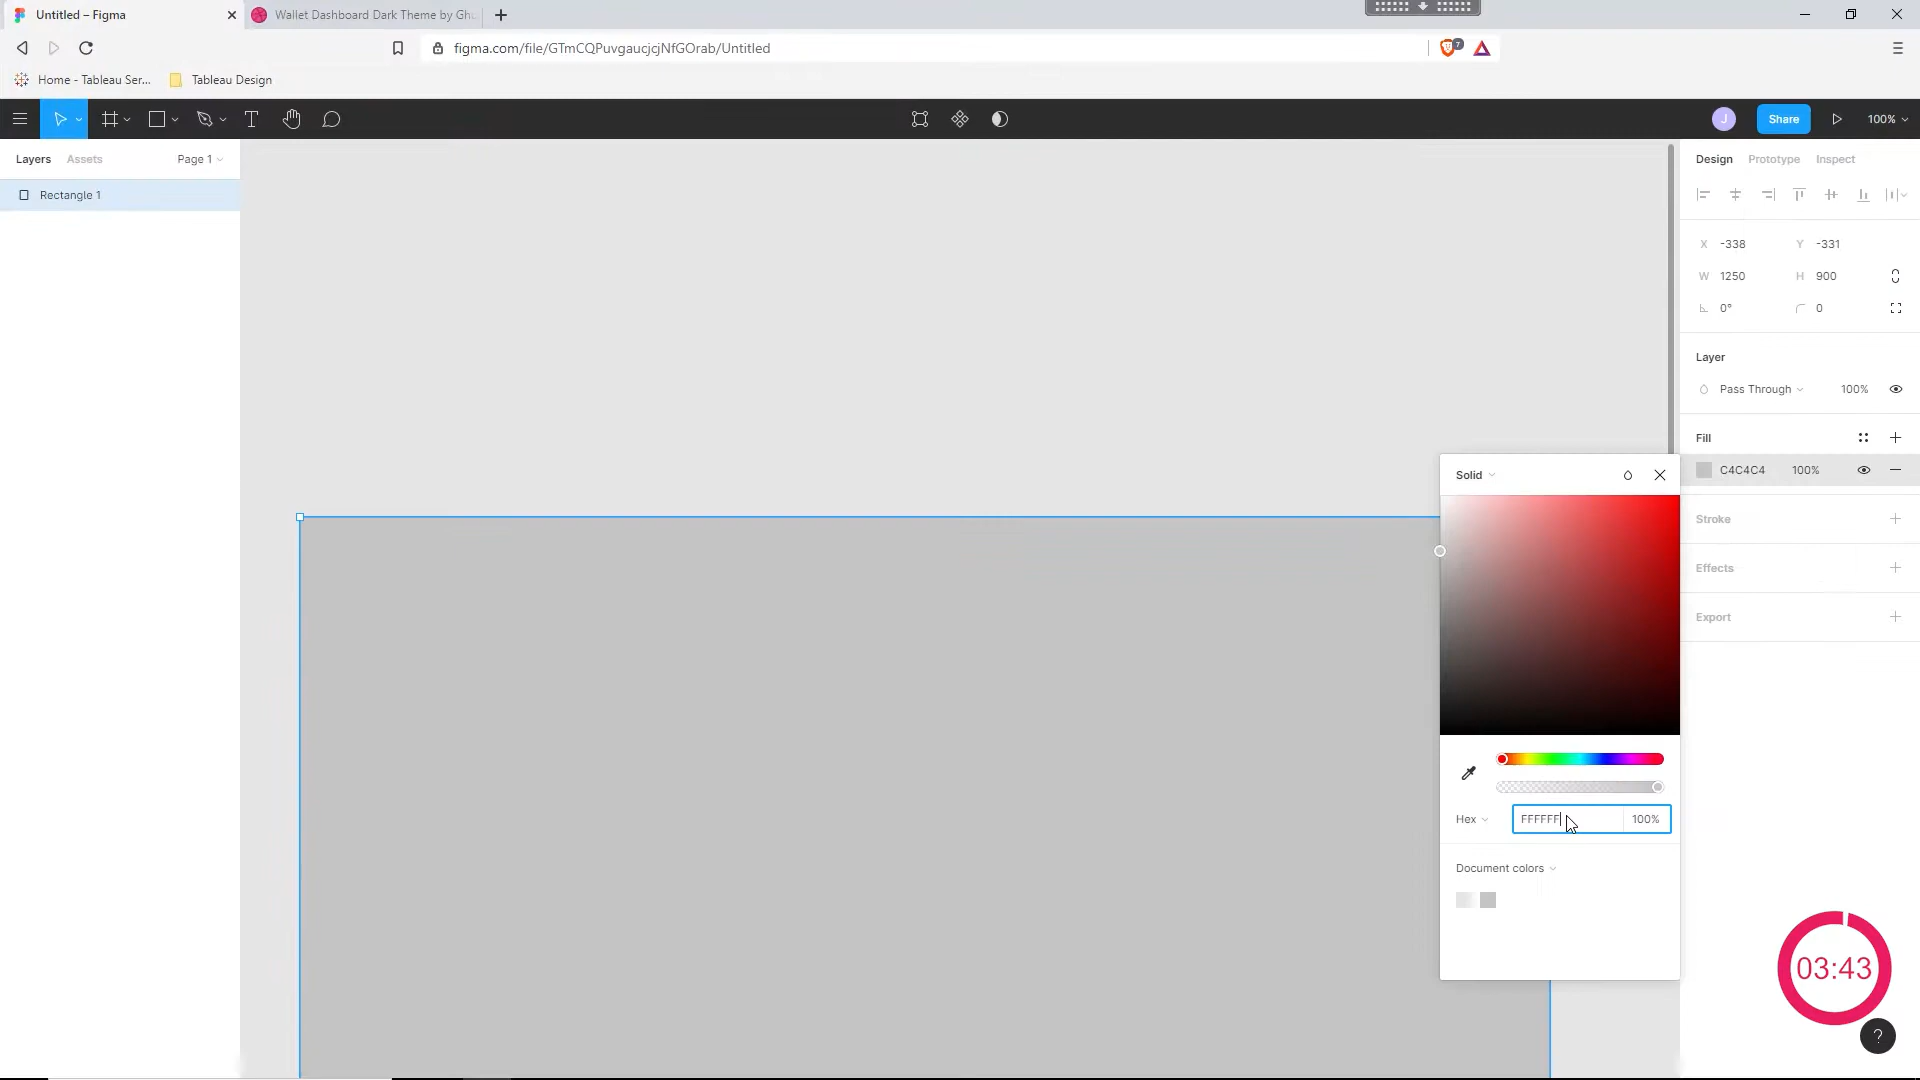 Untitled – Figma
Wallet Dashboard Dark Theme by Gh
figma.com/file/GTmCQPuvgaucjcjNfGOrab/Untitled
7
Home - Tableau Ser...
Tableau Design
J
Share
100%
Layers
Assets
Page 1
Design
Prototype
Inspect
Rectangle 1
X -338
Y -331
W 1250
H 900
0°
0
Layer
Pass Through
100%
Fill
C4C4C4
100%
Solid
Stroke
Effects
Export
Hex
FFFFFF
100%
Document colors
03:43
?